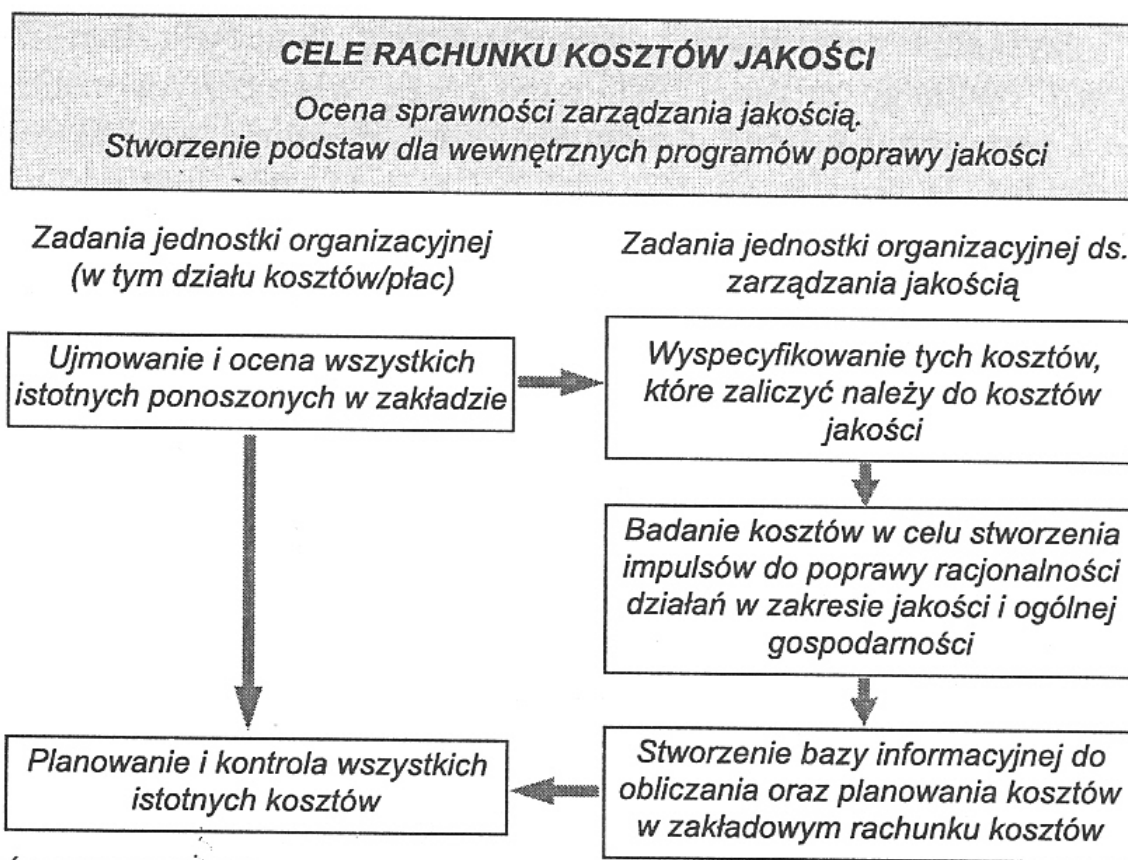 CELE RACHUNKU KOSZTÓW JAKOŚCI
Ocena sprawności zarządzania jakością.
Stworzenie podstaw dla wewnętrznych programów poprawy jakości
Zadania jednostki organizacyjnej
(w tym działu kosztów/płac)
Zadania jednostki organizacyjnej ds.
zarządzania jakością
Ujmowanie i ocena wszystkich
istotnych ponoszonych w zakładzie
Wyspecyfikowanie tych kosztów,
które zaliczyć należy do kosztów
jakości
Badanie kosztów w celu stworzenia
impulsów do poprawy racjonalności
działań w zakresie jakości i ogólnej
gospodarności
Planowanie i kontrola wszystkich
istotnych kosztów
Stworzenie bazy informacyjnej do
obliczania oraz planowania kosztów
w zakładowym rachunku kosztów